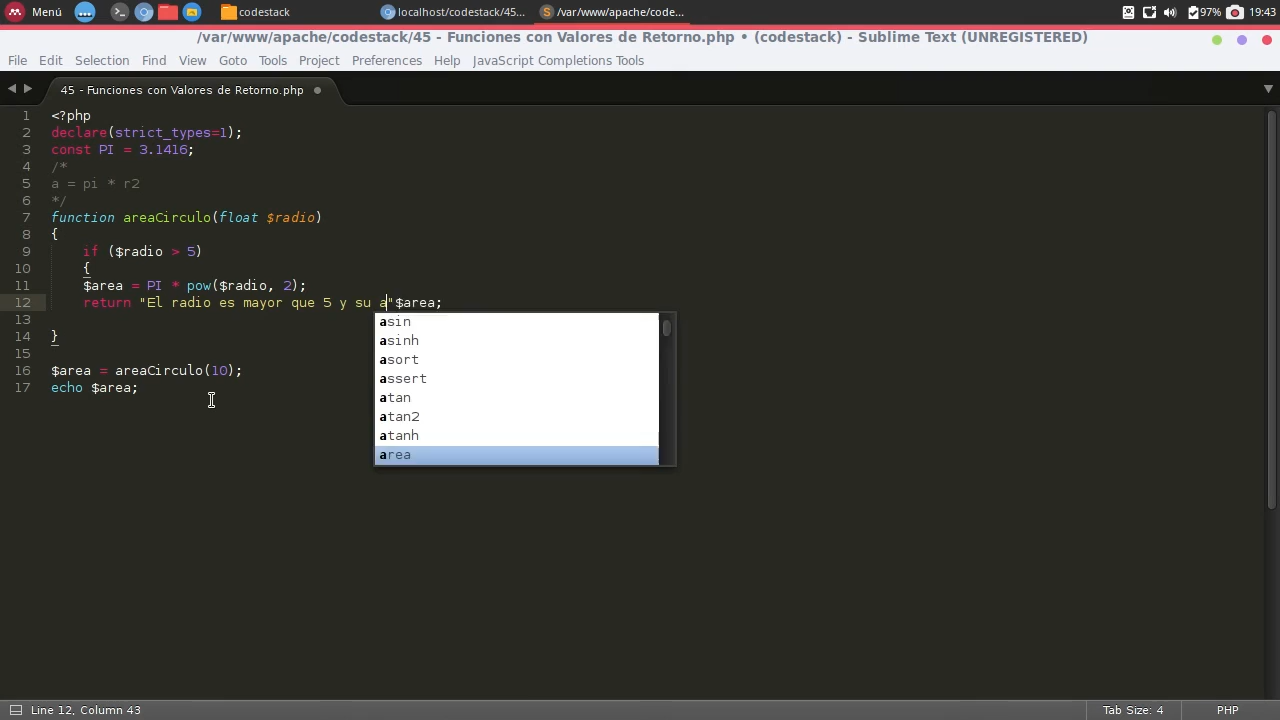 Menú codestack localhost/codestack/45... /var/www/apache/code... 97% 19:43
/var/www/apache/codestack/45 - Funciones con Valores de Retorno.php • (codestack) - Sublime Text (UNREGISTERED)
File Edit Selection Find View Goto Tools Project Preferences Help JavaScript Completions Tools
45 - Funciones con Valores de Retorno.php
1 <?php
2 declare(strict_types=1);
3 const PI = 3.1416;
4 /*
5 a = pi * r2
6 */
7 function areaCirculo(float $radio)
8 {
9 if ($radio > 5)
10 {
11 $area = PI * pow($radio, 2);
12 return "El radio es mayor que 5 y su a"$area;
13
14 }
15
16 $area = areaCirculo(10);
17 echo $area;
asin
asinh
asort
assert
atan
atan2
atanh
area
Line 12, Column 43 Tab Size: 4 PHP